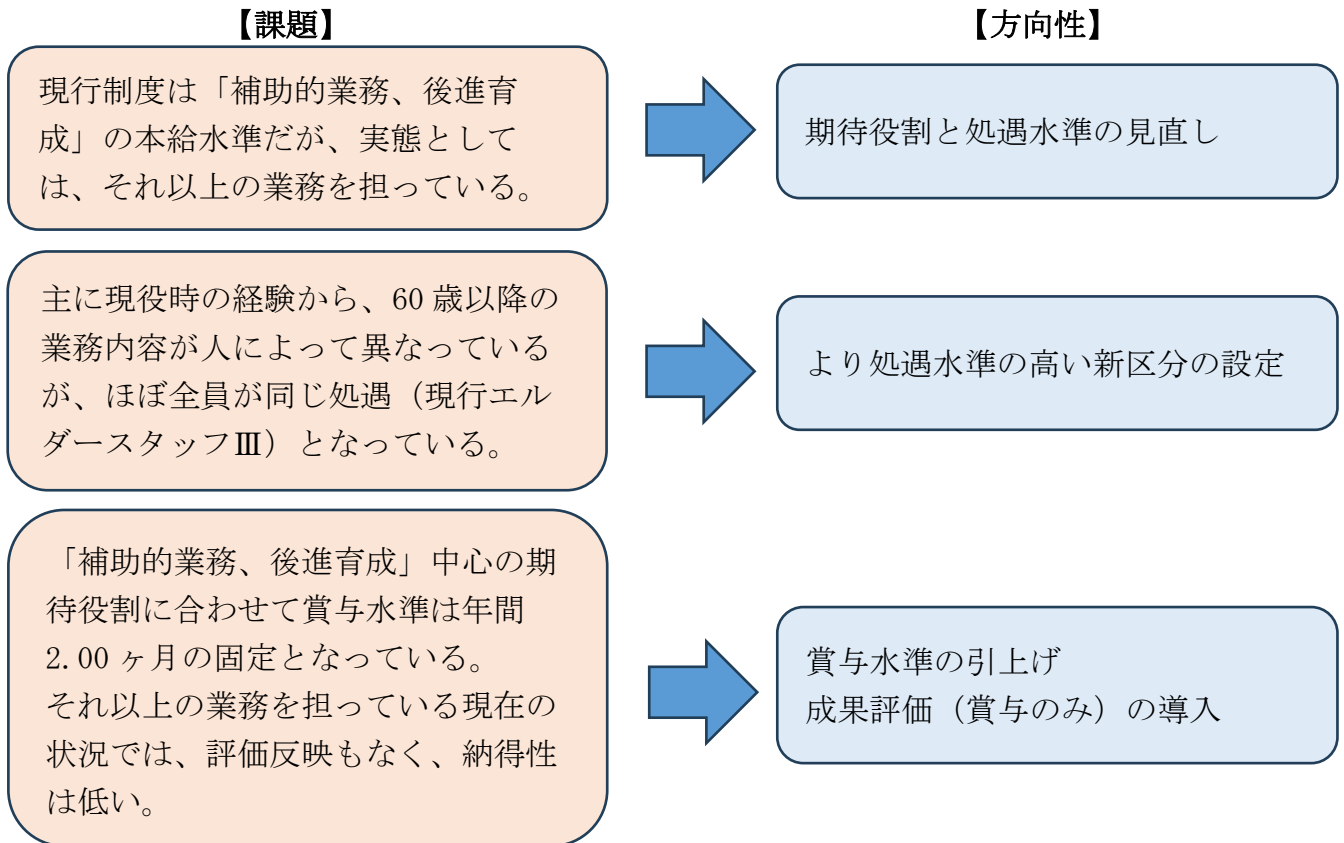 【課題】
【方向性】
現行制度は「補助的業務、後進育
成」の本給水準だが、実態として
は、それ以上の業務を担っている。
期待役割と処遇水準の見直し
主に現役時の経験から、60 歳以降の
業務内容が人によって異なっている
が、ほぼ全員が同じ処遇（現行エル
ダースタッフⅢ）となっている。
より処遇水準の高い新区分の設定
「補助的業務、後進育成」中心の期
待役割に合わせて賞与水準は年間
2.00 ヶ月の固定となっている。
それ以上の業務を担っている現在の
状況では、評価反映もなく、納得性
は低い。
賞与水準の引上げ
成果評価（賞与のみ）の導入